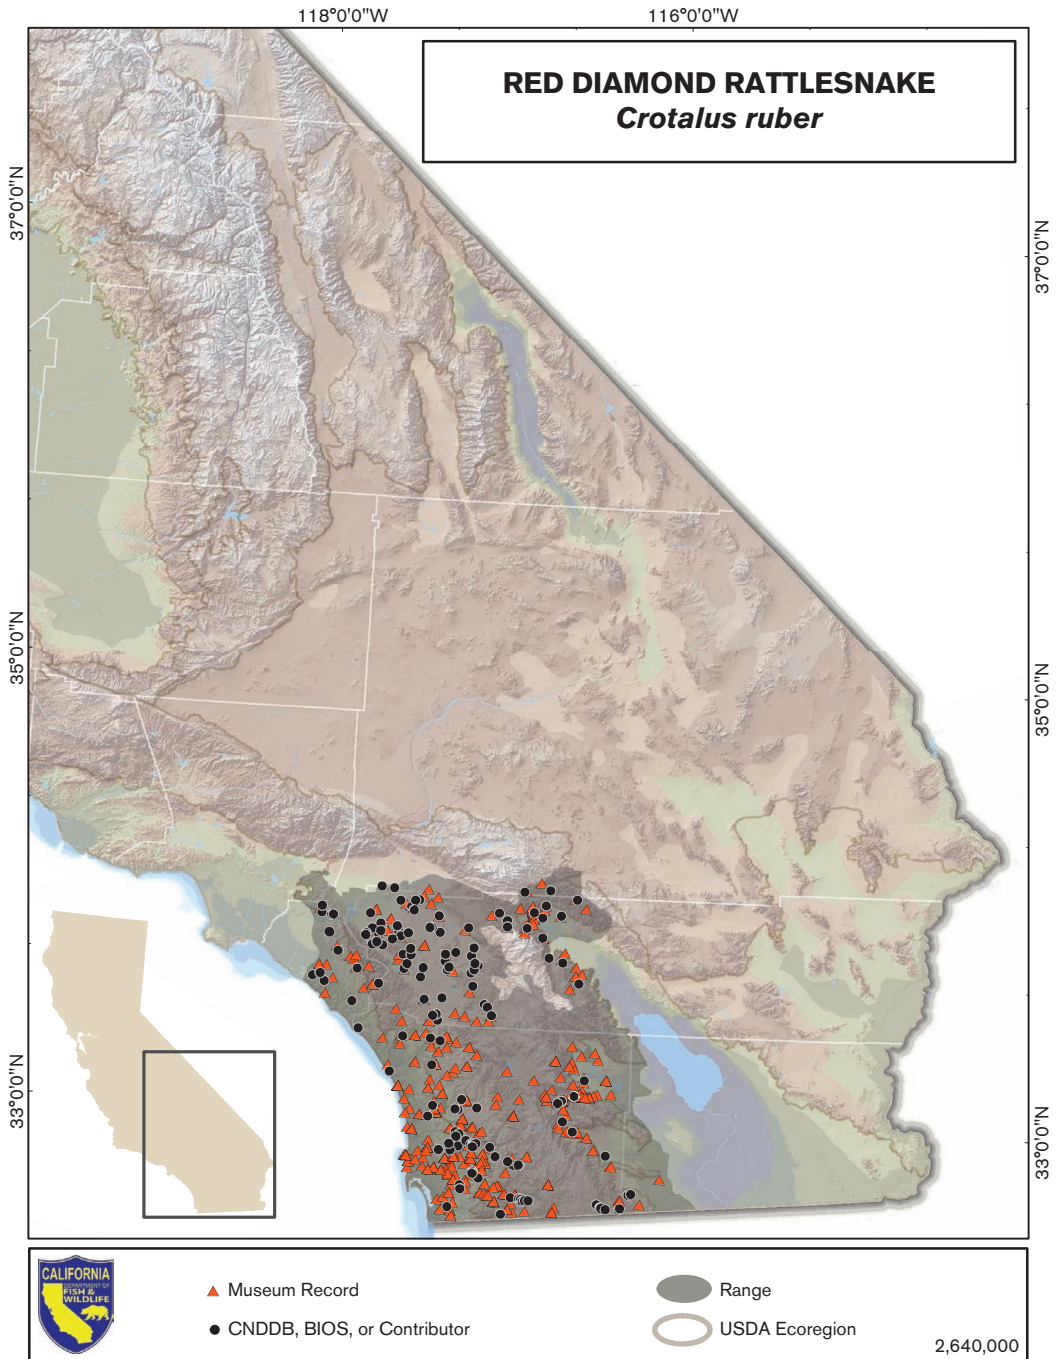 118°0'0"W 116°0'0"W
RED DIAMOND RATTLESNAKE
Crotalus ruber
37°0'0"N
37°0'0"N
35°0'0"N
35°0'0"N
33°0'0"N
33°0'0"N
CALIFORNIA
DEPARTMENT OF
FISH &
WILDLIFE
Museum Record
CNDDB, BIOS, or Contributor
Range
USDA Ecoregion
2,640,000